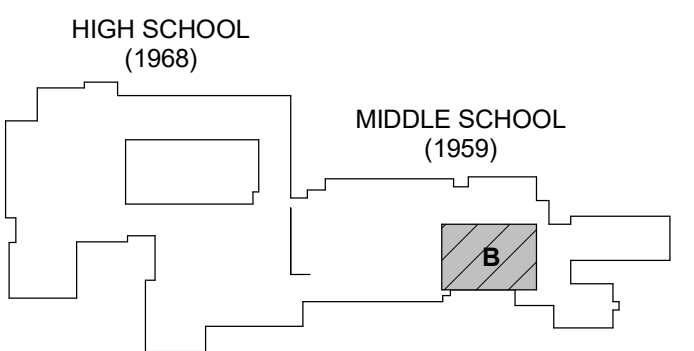 HIGH SCHOOL
(1968)
MIDDLE SCHOOL
(1959)
B